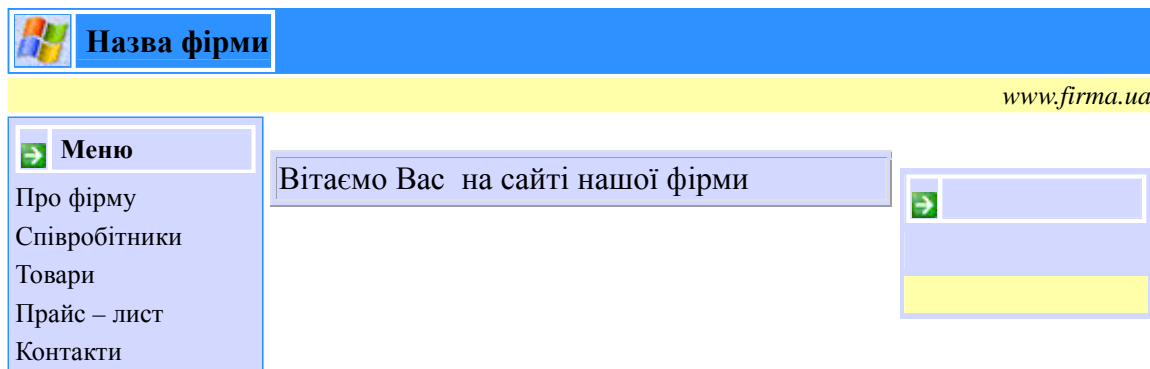 Назва фірми
www.firma.ua
Меню
Про фірму
Співробітники
Товари
Прайс – лист
Контакти
Вітаємо Вас на сайті нашої фірми